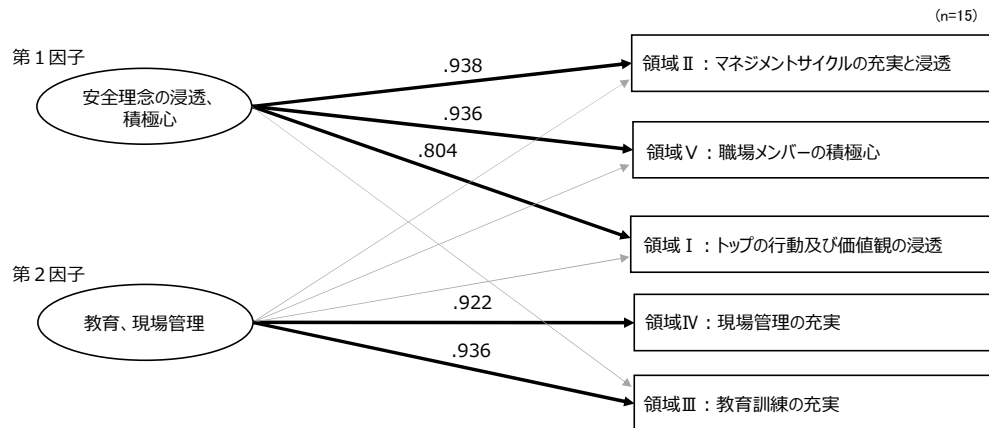 (n=15)
第１因子
安全理念の浸透、
積極心
.938
.936
.804
領域Ⅱ：マネジメントサイクルの充実と浸透
領域Ⅴ：職場メンバーの積極心
領域Ⅰ：トップの行動及び価値観の浸透
第２因子
教育、現場管理
.922
.936
領域Ⅳ：現場管理の充実
領域Ⅲ：教育訓練の充実